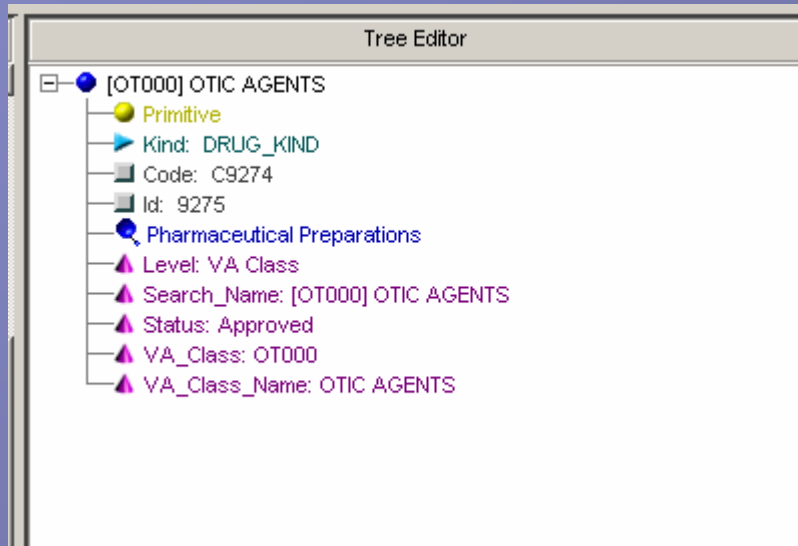 Tree Editor
[OT000] OTIC AGENTS
Primitive
Kind: DRUG_KIND
Code: C9274
Id: 9275
Pharmaceutical Preparations
Level: VA Class
Search_Name: [OT000] OTIC AGENTS
Status: Approved
VA_Class: OT000
VA_Class_Name: OTIC AGENTS